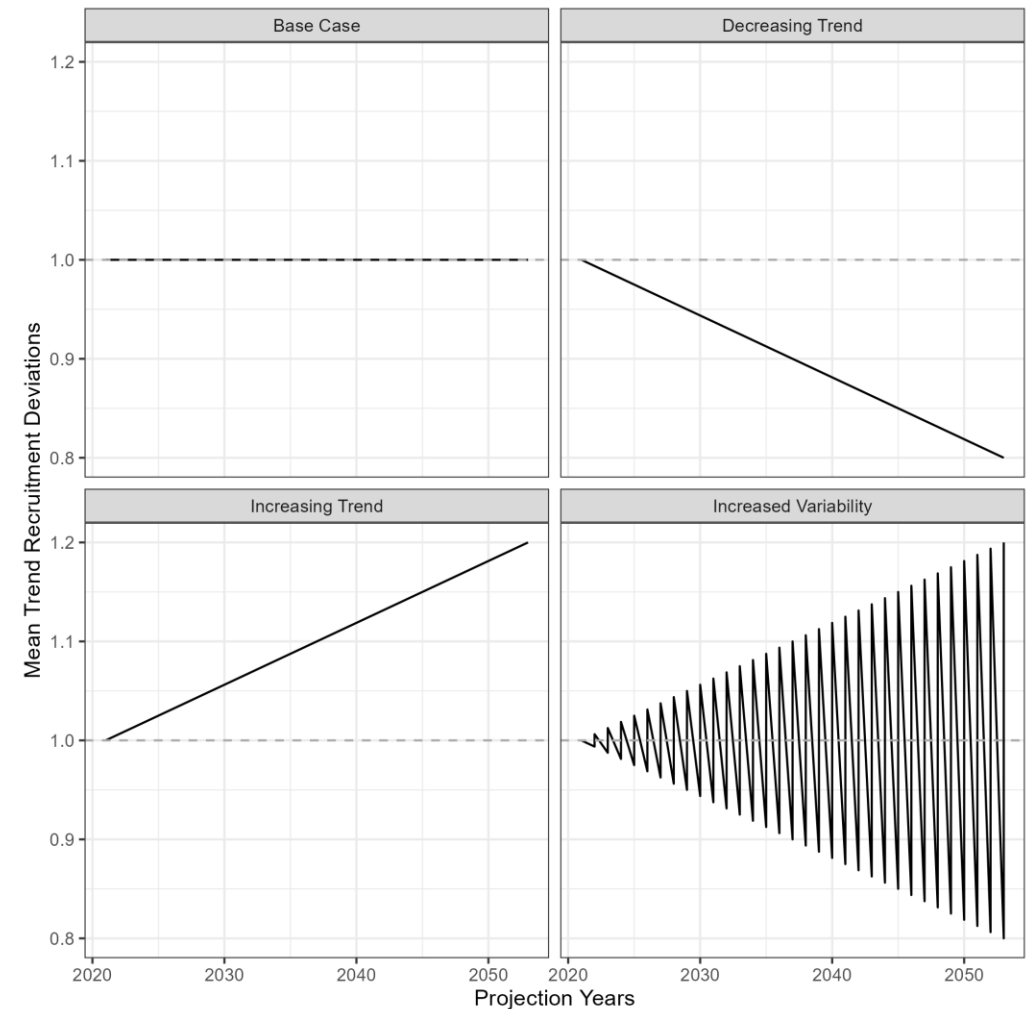 Base Case
Decreasing Trend
1.2
1.1
1.0
0.9
0.8
Increasing Trend
Increased Variability
1.2
1.1
1.0
0.9
0.8
2020 2030 2040 2050 2020 2030 2040 2050
Projection Years
Mean Trend Recruitment Deviations